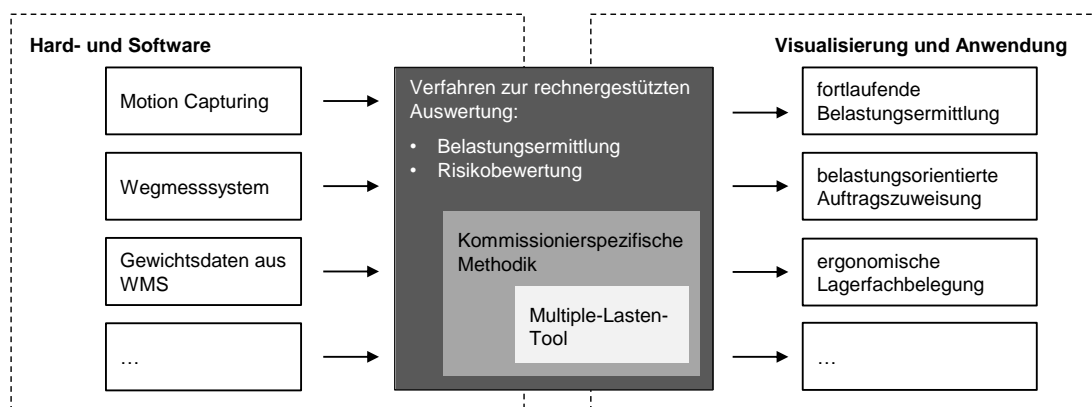 Hard- und Software
Motion Capturing
Wegmesssystem
Gewichtsdaten aus
WMS
…
Verfahren zur rechnergestützten
Auswertung:
• Belastungsermittlung
• Risikobewertung
Kommissionierspezifische
Methodik
Multiple-Lasten-
Tool
Visualisierung und Anwendung
fortlaufende
Belastungsermittlung
belastungsorientierte
Auftragszuweisung
ergonomische
Lagerfachbelegung
…